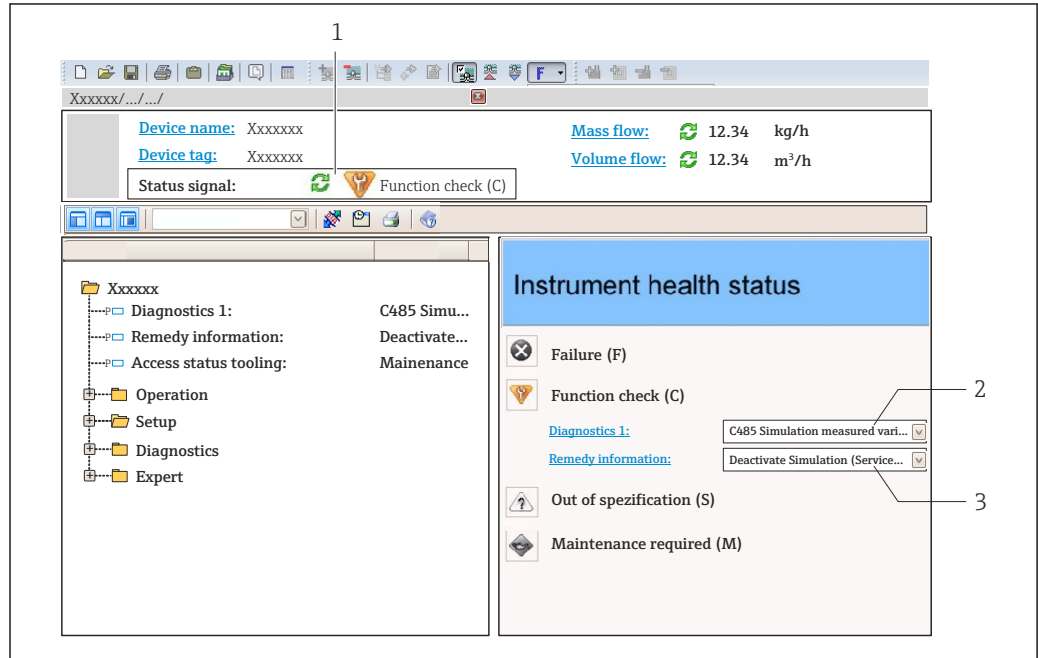 1
F
Xxxxxx/.../.../
Device name: Xxxxxxx
Mass flow: 12.34 kg/h
Device tag: Xxxxxxx
Volume flow: 12.34 m³/h
Status signal: Function check (C)
Xxxxxx
P Diagnostics 1: C485 Simu...
P Remedy information: Deactivate...
P Access status tooling: Mainenance
Operation
Setup
Diagnostics
Expert
Instrument health status
Failure (F)
Function check (C)
2
Diagnostics 1: C485 Simulation measured vari...
Remedy information: Deactivate Simulation (Service...
3
Out of spezification (S)
Maintenance required (M)